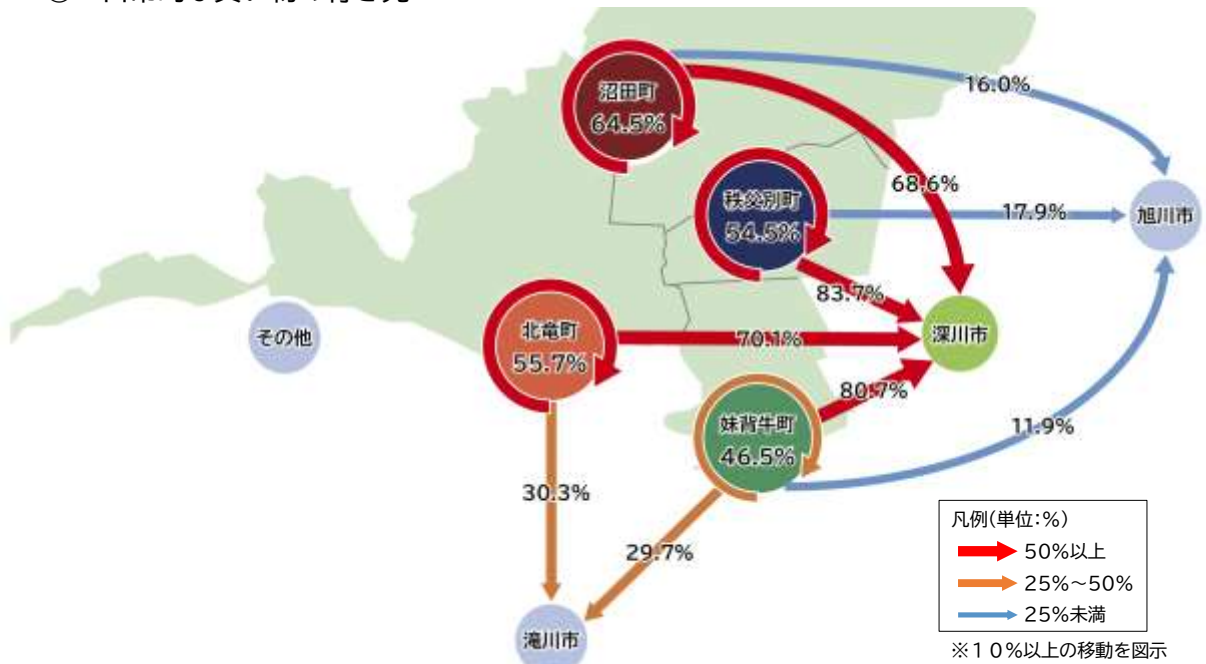 沼田町
64.5%
16.0%
68.6%
秩父別町
54.5%
17.9%
旭川市
83.7%
その他
北竜町
55.7%
70.1%
深川市
80.7%
妹背牛町
46.5%
11.9%
30.3%
29.7%
滝川市
凡例(単位:%)
50%以上
25%～50%
25%未満
※10%以上の移動を図示